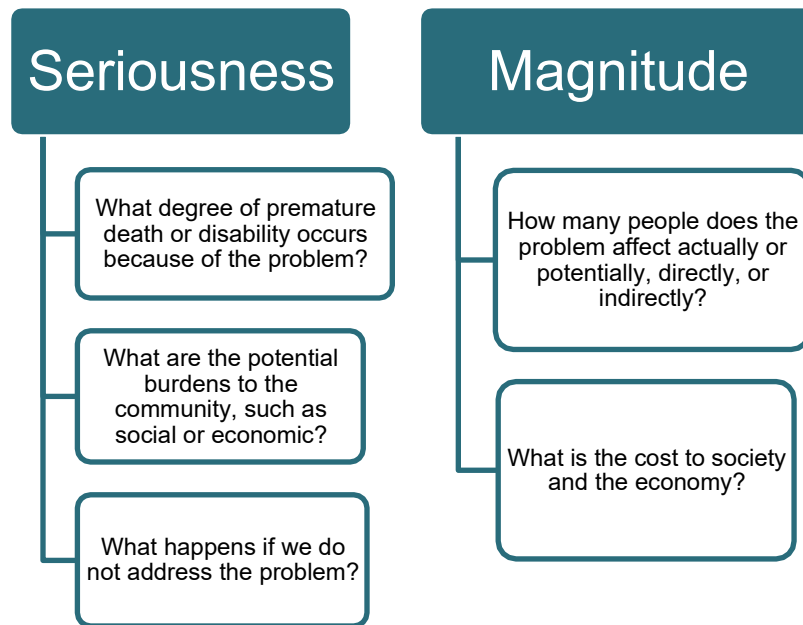 Seriousness
What degree of premature
death or disability occurs
because of the problem?
What are the potential
burdens to the
community, such as
social or economic?
What happens if we do
not address the problem?
Magnitude
How many people does the
problem affect actually or
potentially, directly, or
indirectly?
What is the cost to society
and the economy?